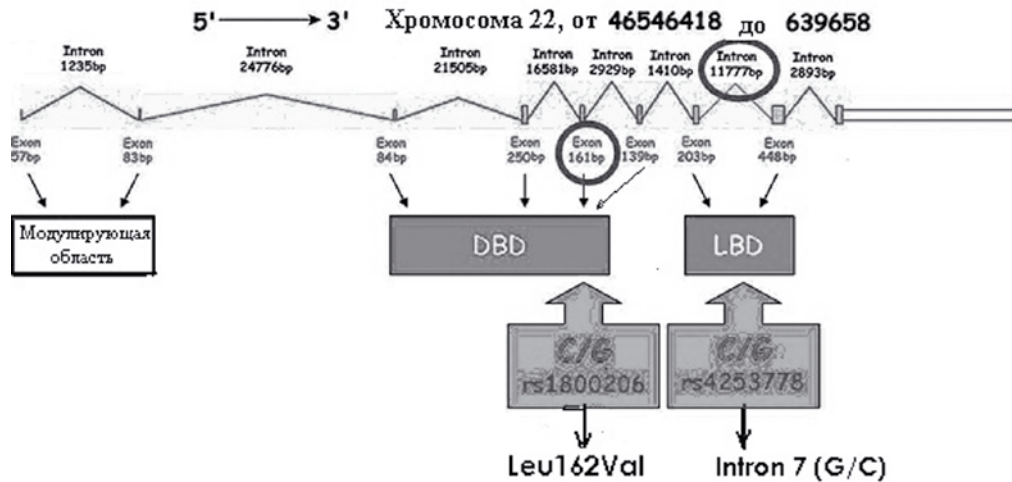 5' 3' Хромосома 22, от 46546418 до 639658
Intron Intron Intron Intron Intron Intron Intron Intron
1235bp 24776bp 21505bp 16581bp 2929bp 1410bp 11777bp 2893bp
Exon Exon Exon Exon Exon Exon Exon Exon
57bp 83bp 84bp 250bp 161bp 139bp 203bp 448bp
Модулирующая
область
DBD LBD
C/G C/G
rs1800206 rs4253778
Leu162Val Intron 7 (G/C)